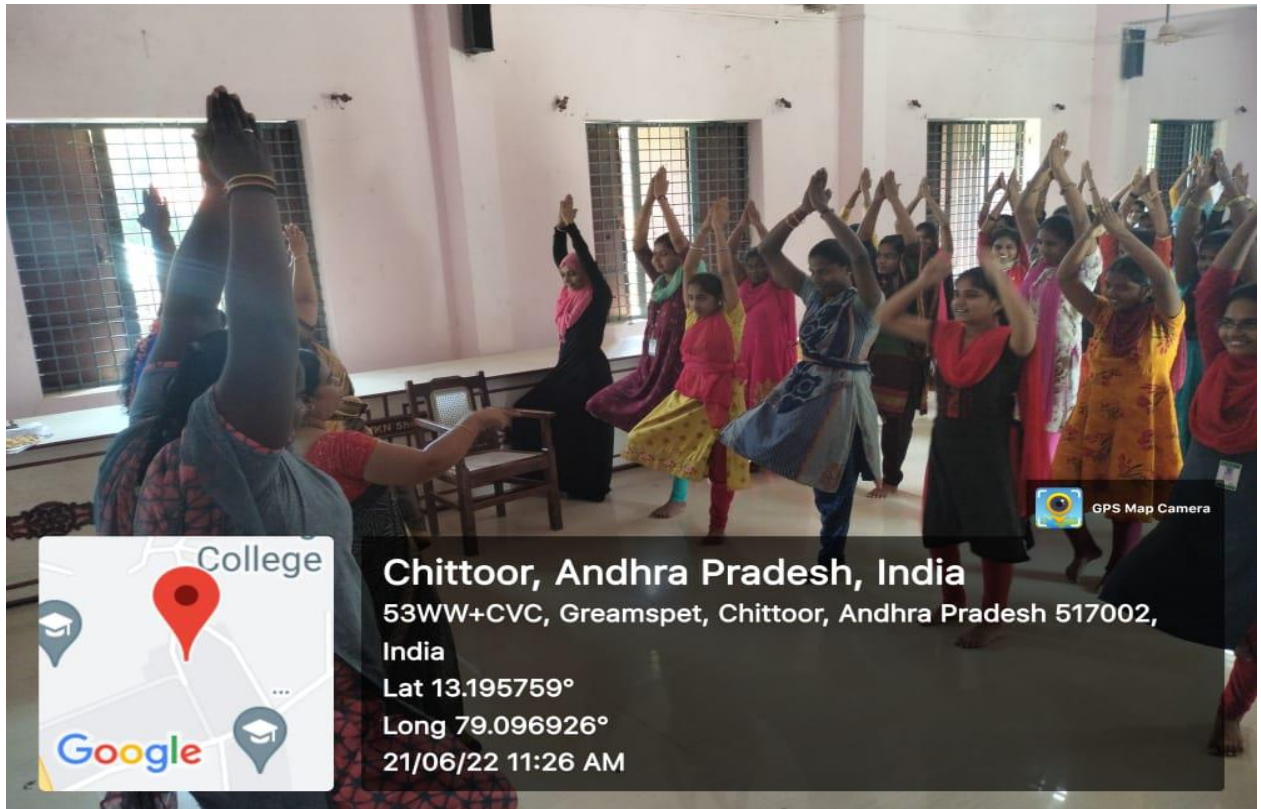 GPS Map Camera
College
Google
Chittoor, Andhra Pradesh, India
53WW+CVC, Greamspet, Chittoor, Andhra Pradesh 517002,
India
Lat 13.195759°
Long 79.096926°
21/06/22 11:26 AM